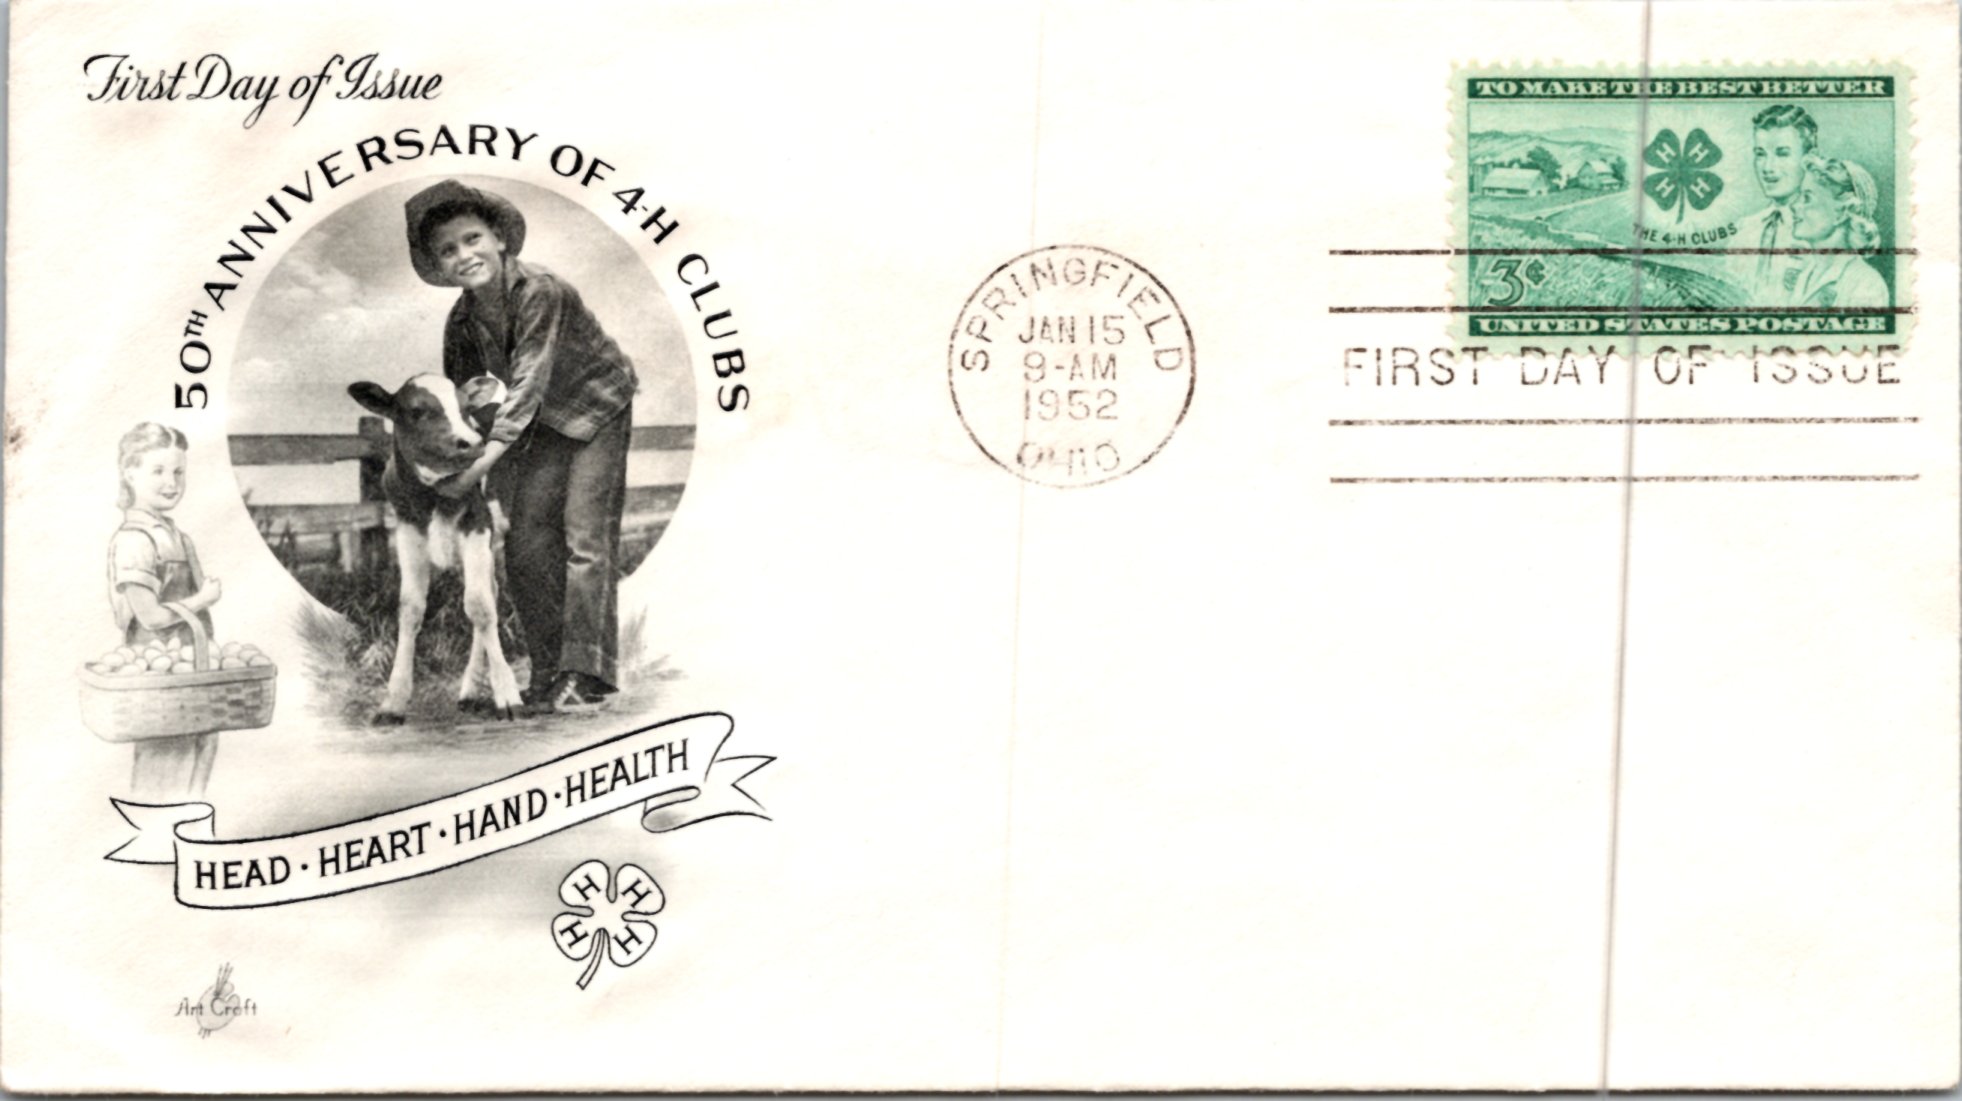 First Day of Issue
50TH ANNIVERSARY OF 4-H CLUBS
HEAD · HEART · HAND · HEALTH
H H
H H
Art Craft
SPRINGFIELD
JAN 15
9-AM
1952
OHIO
TO MAKE THE BEST BETTER
H H
H H
THE 4-H CLUBS
3¢
UNITED STATES POSTAGE
FIRST DAY OF ISSUE